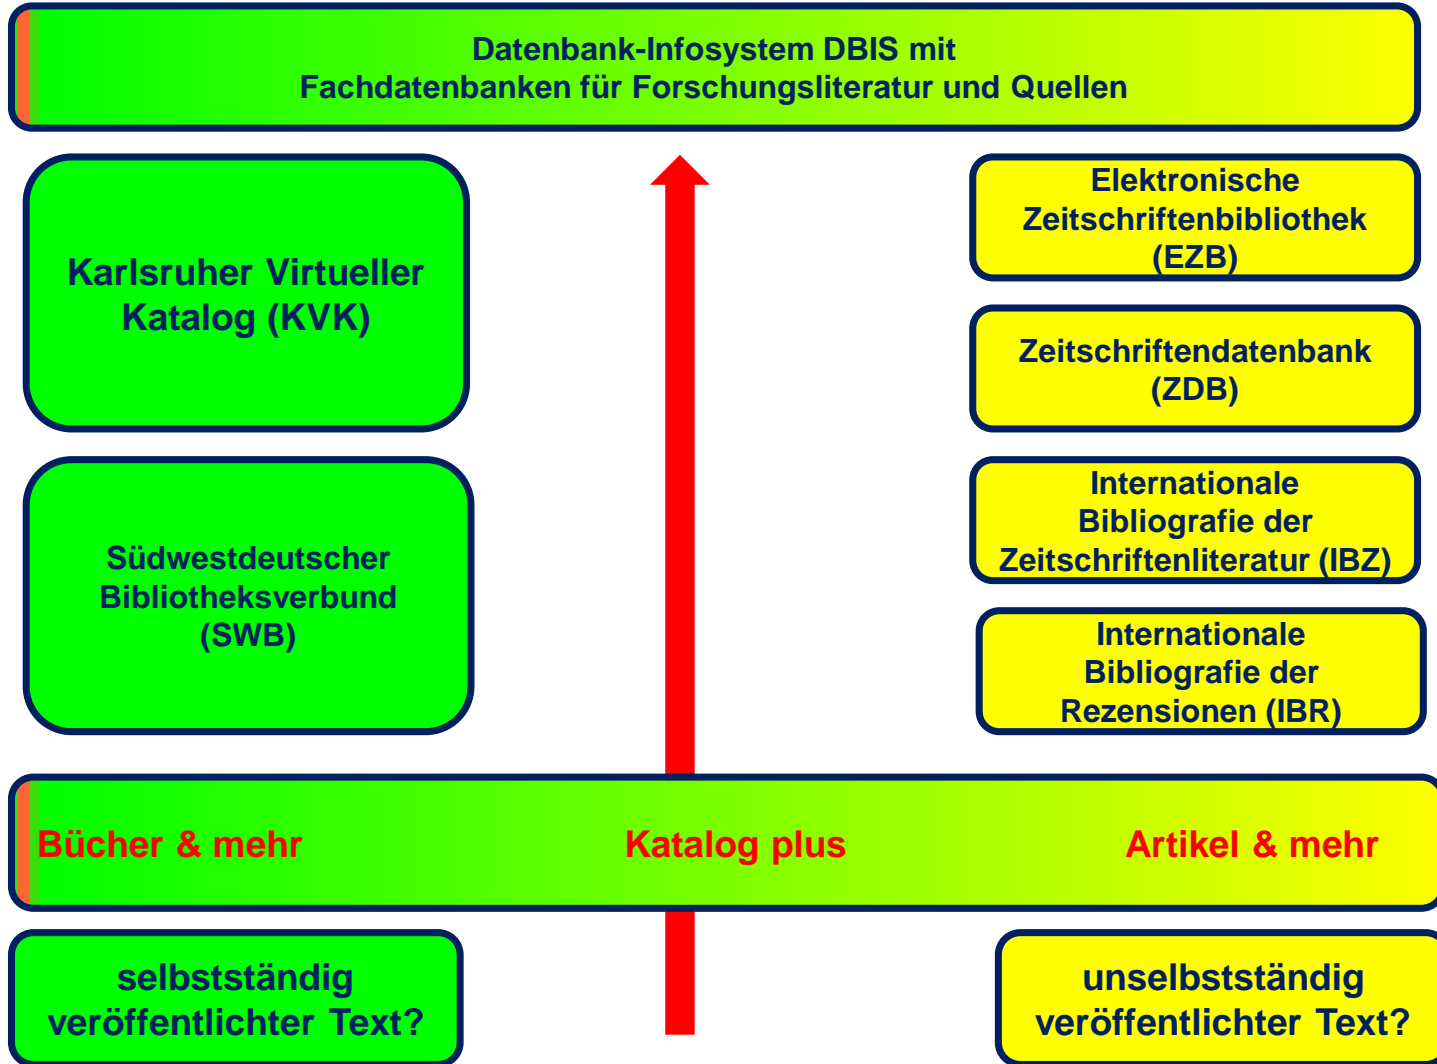 Datenbank-Infosystem DBIS mit
Fachdatenbanken für Forschungsliteratur und Quellen
Karlsruher Virtueller
Katalog (KVK)
Südwestdeutscher
Bibliotheksverbund
(SWB)
Elektronische
Zeitschriftenbibliothek
(EZB)
Zeitschriftendatenbank
(ZDB)
Internationale
Bibliografie der
Zeitschriftenliteratur (IBZ)
Internationale
Bibliografie der
Rezensionen (IBR)
Bücher & mehr Katalog plus Artikel & mehr
selbstständig
veröffentlichter Text?
unselbstständig
veröffentlichter Text?